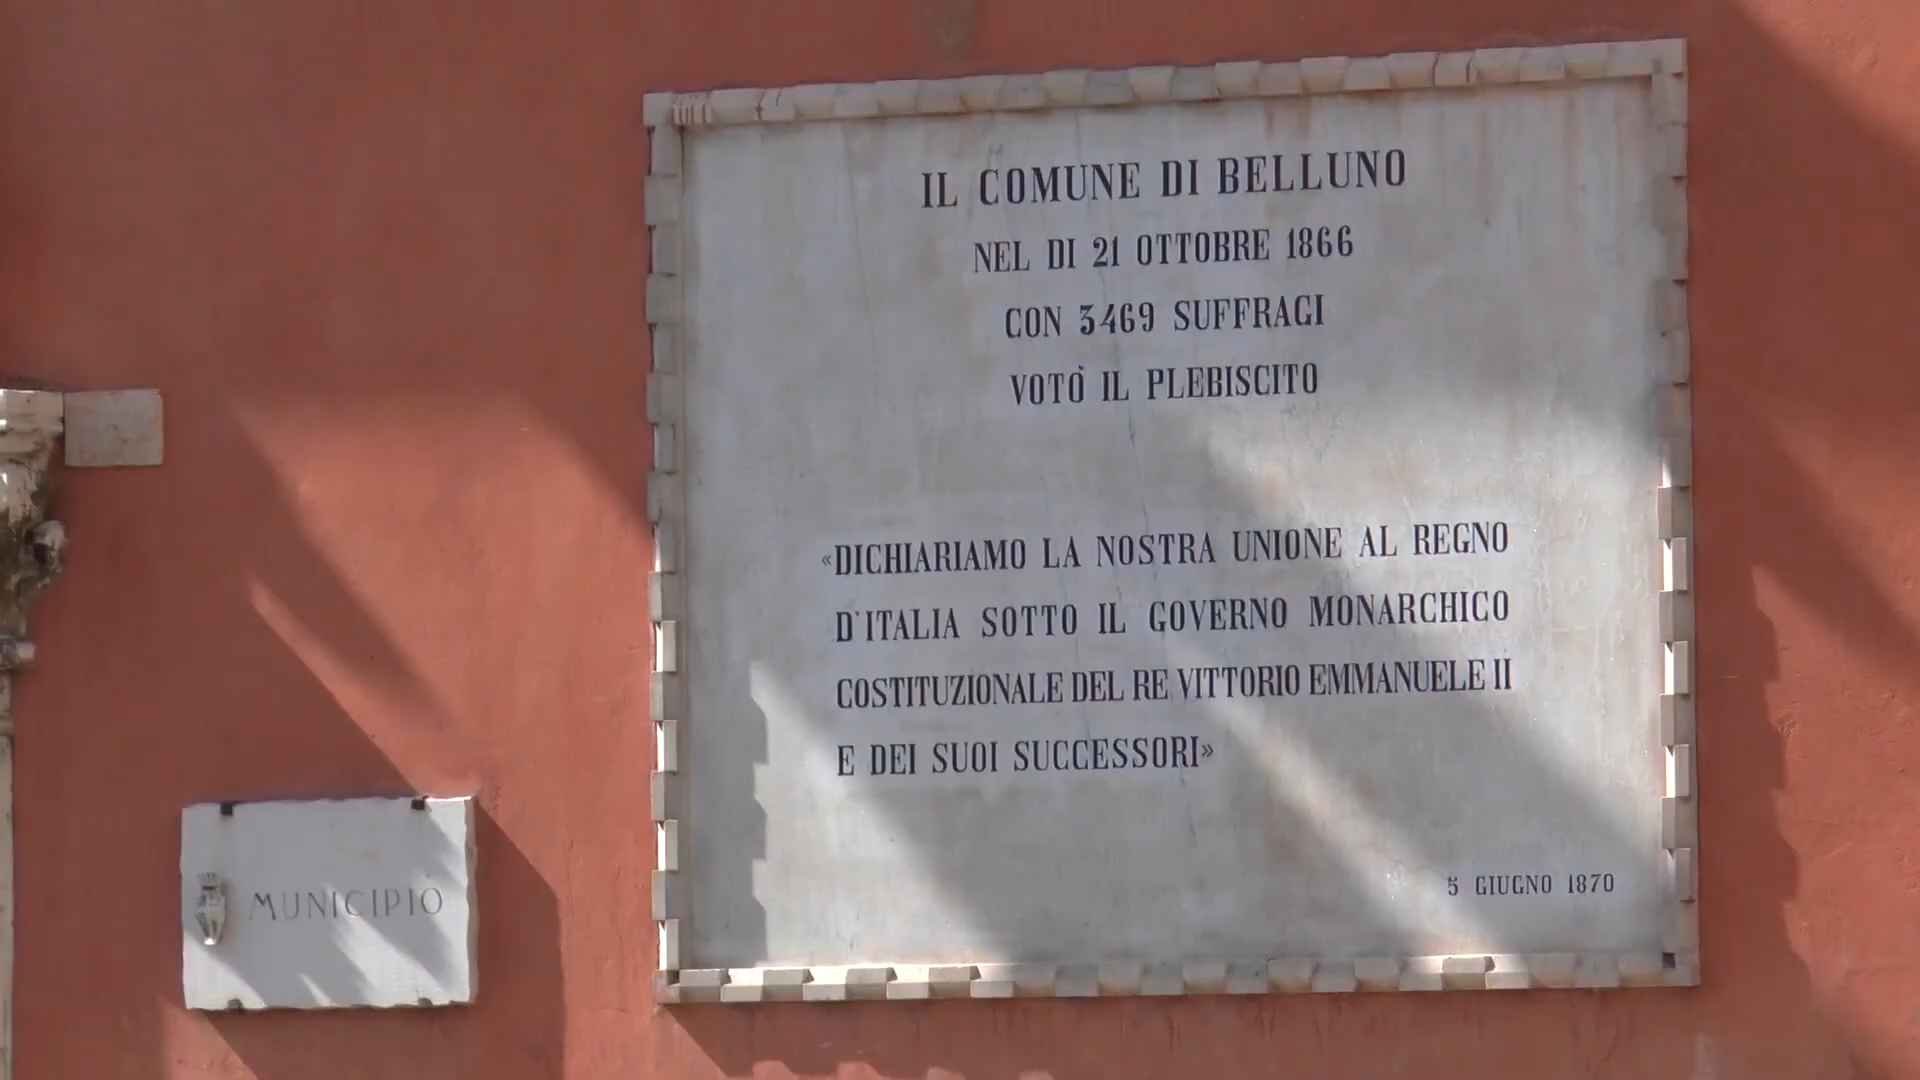 IL COMUNE DI BELLUNO
NEL DI 21 OTTOBRE 1866
CON 3469 SUFFRAGI
VOTÒ IL PLEBISCITO
«DICHIARIAMO LA NOSTRA UNIONE AL REGNO
D'ITALIA SOTTO IL GOVERNO MONARCHICO
COSTITUZIONALE DEL RE VITTORIO EMMANUELE II
E DEI SUOI SUCCESSORI»
5 GIUGNO 1870
MUNICIPIO